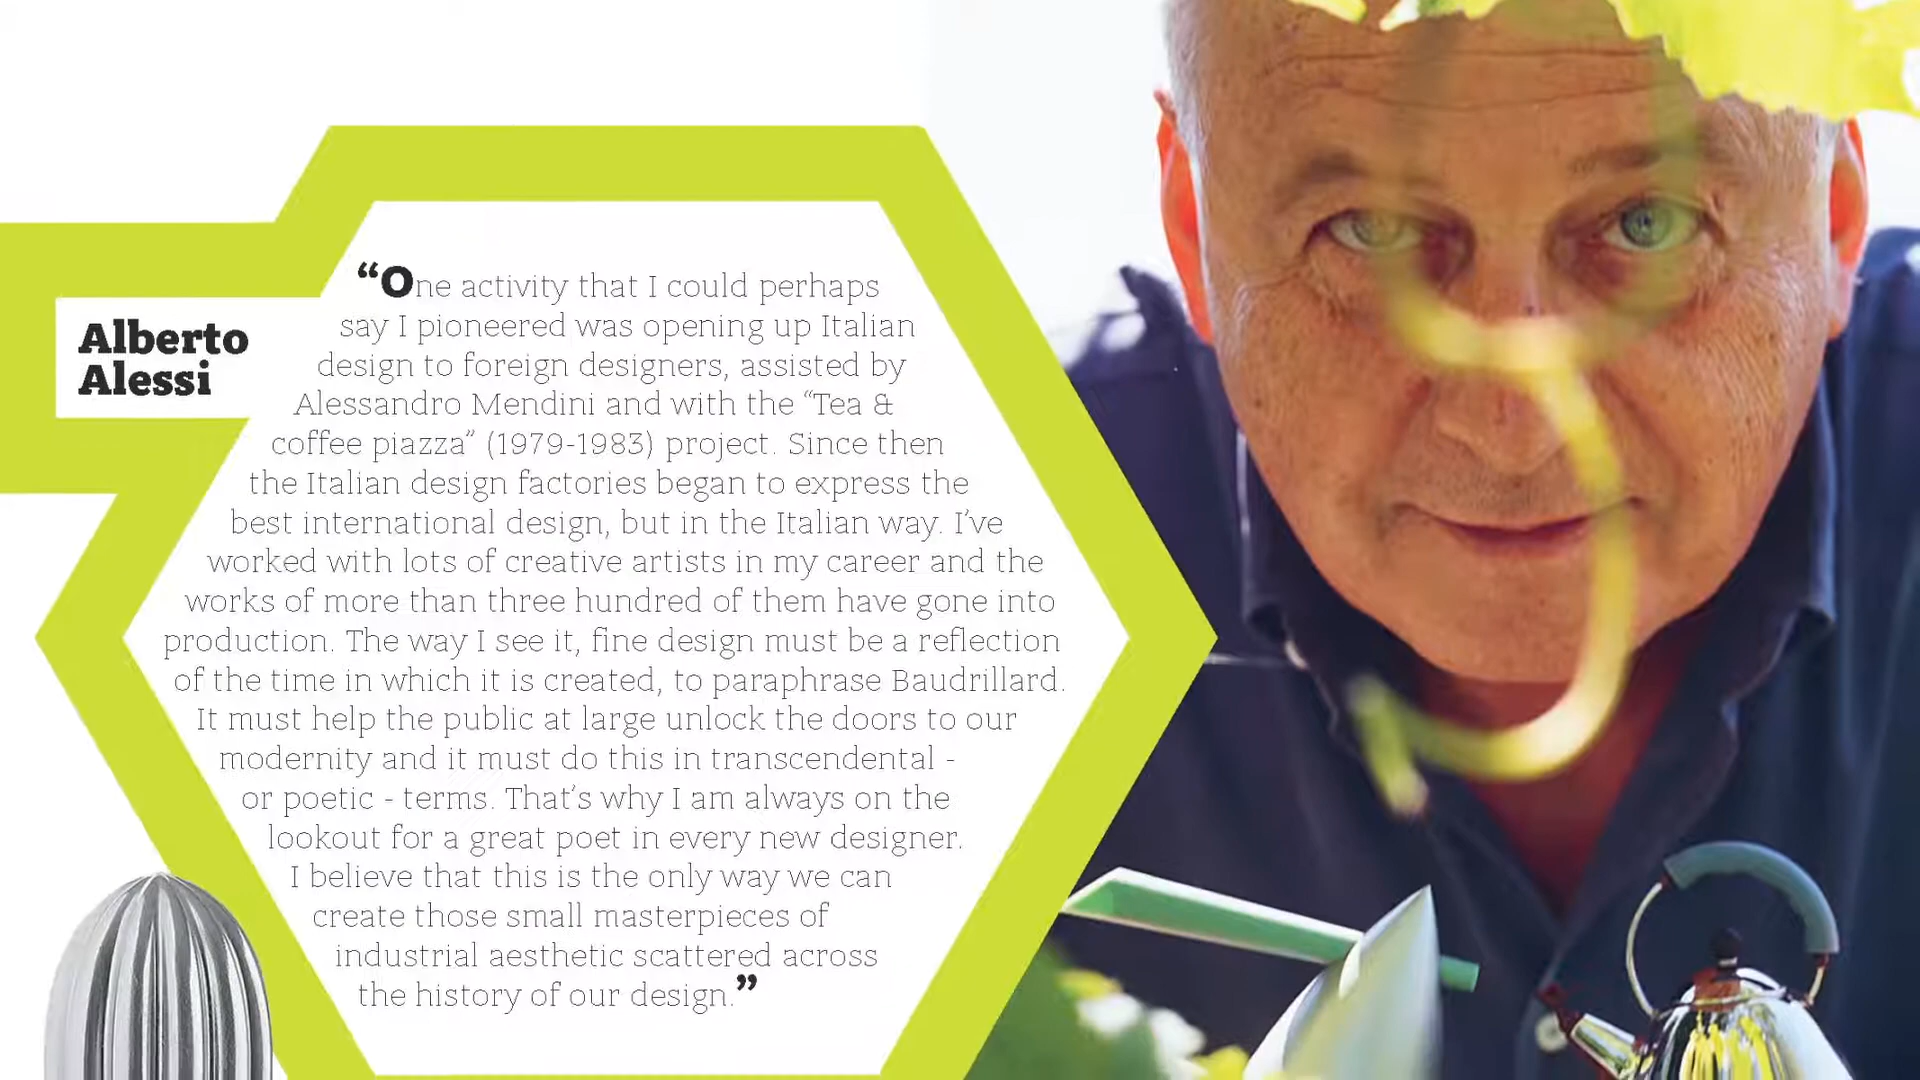 Alberto
Alessi
“One activity that I could perhaps
say I pioneered was opening up Italian
design to foreign designers, assisted by
Alessandro Mendini and with the “Tea &
coffee piazza” (1979-1983) project. Since then
the Italian design factories began to express the
best international design, but in the Italian way. I’ve
worked with lots of creative artists in my career and the
works of more than three hundred of them have gone into
production. The way I see it, fine design must be a reflection
of the time in which it is created, to paraphrase Baudrillard.
It must help the public at large unlock the doors to our
modernity and it must do this in transcendental -
or poetic - terms. That’s why I am always on the
lookout for a great poet in every new designer.
I believe that this is the only way we can
create those small masterpieces of
industrial aesthetic scattered across
the history of our design.”